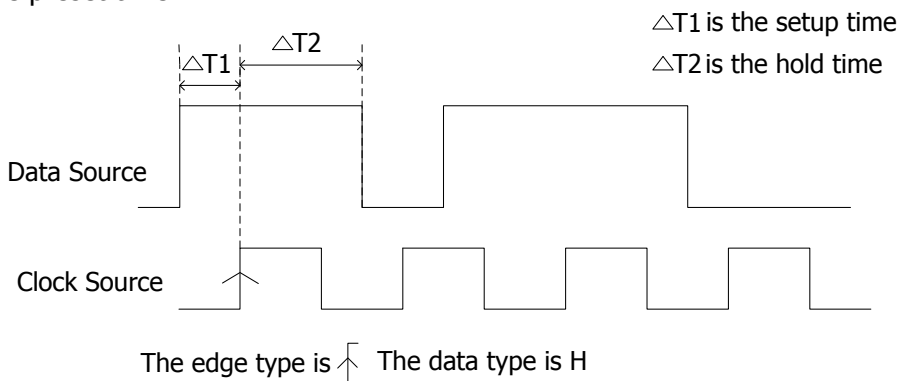 △T1 is the setup time
△T2
△T1
△T2 is the hold time
Data Source
Clock Source
The edge type is The data type is H